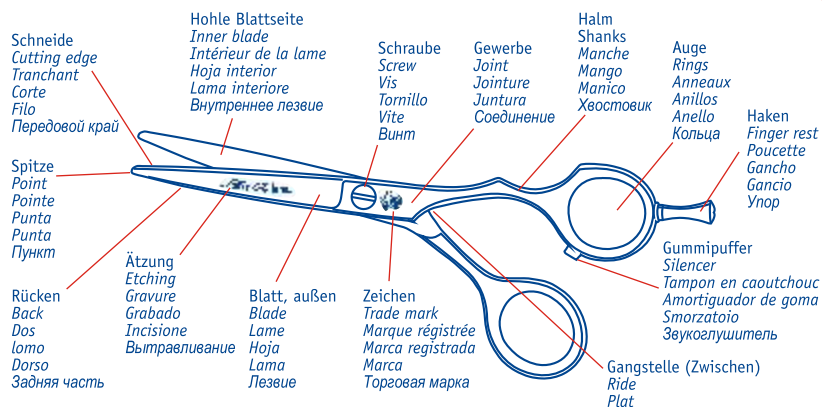 Schneide
Cutting edge
Tranchant
Corte
Filo
Передовой край
Hohle Blattseite
Inner blade
Intérieur de la lame
Hoja interior
Lama interiore
Внутреннее лезвие
Schraube
Screw
Vis
Tornillo
Vite
Винт
Gewerbe
Joint
Jointure
Juntura
Соединение
Halm
Shanks
Manche
Mango
Manico
Хвостовик
Auge
Rings
Anneaux
Anillos
Anello
Кольца
Haken
Finger rest
Poucette
Gancho
Gancio
Упор
Spitze
Point
Pointe
Punta
Punta
Пункт
Rücken
Back
Dos
lomo
Dorso
Задняя часть
Ätzung
Etching
Gravure
Grabado
Incisione
Вытравливание
Blatt, außen
Blade
Lame
Hoja
Lama
Лезвие
Zeichen
Trade mark
Marque régistrée
Marca registrada
Marca
Торговая марка
Gummipuffer
Silencer
Tampon en caoutchouc
Amortiguador de goma
Smorzatoio
Звукоглушитель
Gangstelle (Zwischen)
Ride
Plat